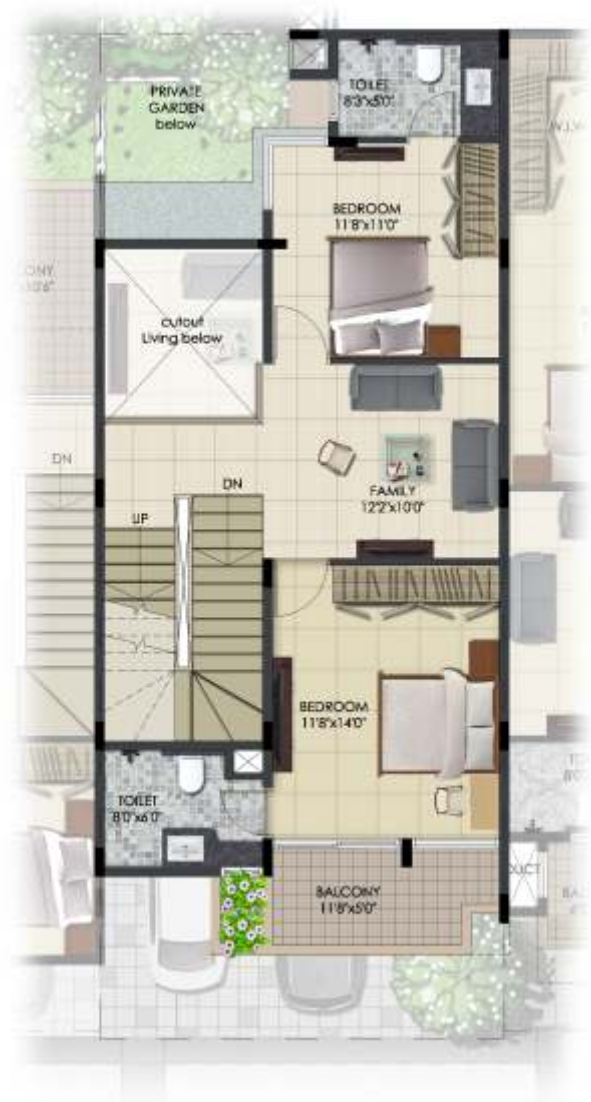 TOILET
8'3"x5'0"
PRIVATE
GARDEN
below
BEDROOM
11'8"x11'0"
cutout
Living below
DN
DN
UP
FAMILY
12'2"x10'0"
BEDROOM
11'8"x14'0"
TOILET
8'0"x6'0"
DUCT
BALCONY
11'8"x5'0"